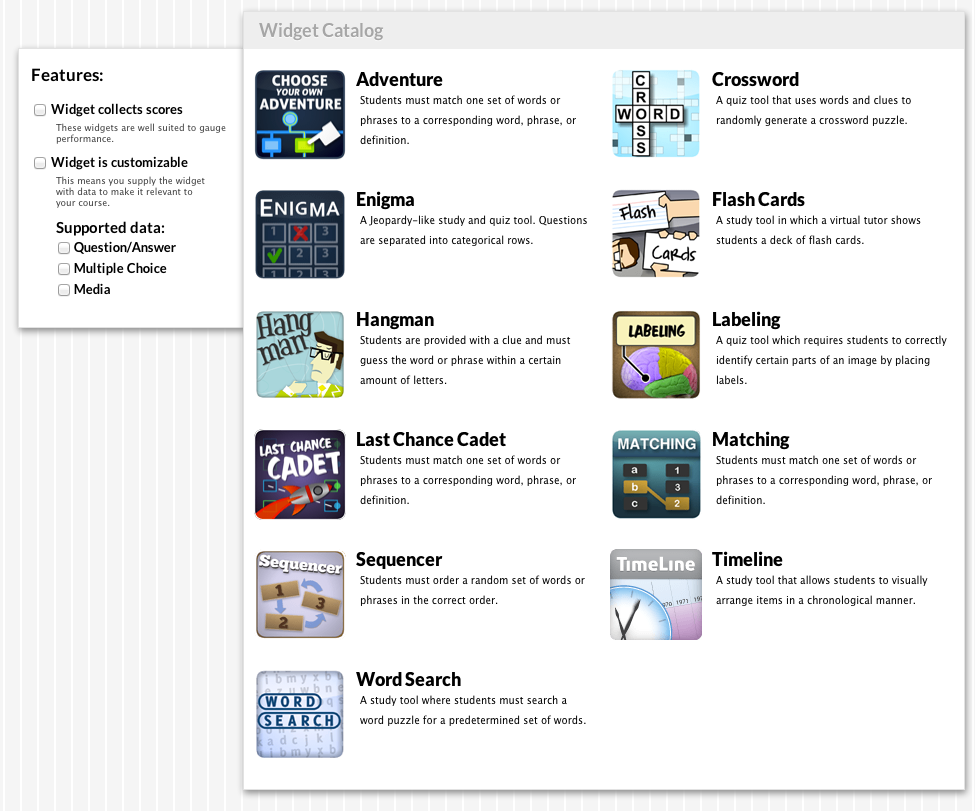 Widget Catalog
Features:
Widget collects scores
These widgets are well suited to gauge
performance.
Widget is customizable
This means you supply the widget
with data to make it relevant to
your course.
Supported data:
Question/Answer
Multiple Choice
Media
CHOOSE
YOUR OWN
ADVENTURE
Adventure
Students must match one set of words or
phrases to a corresponding word, phrase, or
definition.
CROSS
WORD
Crossword
A quiz tool that uses words and clues to
randomly generate a crossword puzzle.
ENIGMA
1 3
2 3
1 2 3
Enigma
A Jeopardy-like study and quiz tool. Questions
are separated into categorical rows.
Flash
Cards
Flash Cards
A study tool in which a virtual tutor shows
students a deck of flash cards.
Hang
man
Hangman
Students are provided with a clue and must
guess the word or phrase within a certain
amount of letters.
LABELING
Labeling
A quiz tool which requires students to correctly
identify certain parts of an image by placing
labels.
LAST CHANCE
CADET
Last Chance Cadet
Students must match one set of words or
phrases to a corresponding word, phrase, or
definition.
MATCHING
a 1
b 3
c 2
Matching
Students must match one set of words or
phrases to a corresponding word, phrase, or
definition.
Sequencer
1
3
2
Sequencer
Students must order a random set of words or
phrases in the correct order.
TimeLine
1971
Timeline
A study tool that allows students to visually
arrange items in a chronological manner.
WORD
SEARCH
Word Search
A study tool where students must search a
word puzzle for a predetermined set of words.